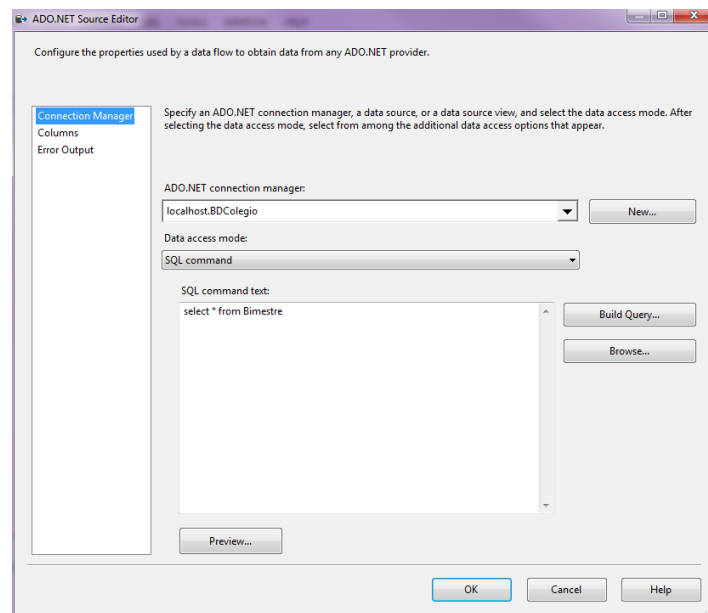 ADO.NET Source Editor
TOOLS WINDOW HELP
Configure the properties used by a data flow to obtain data from any ADO.NET provider.
Connection Manager
Columns
Error Output
Specify an ADO.NET connection manager, a data source, or a data source view, and select the data access mode. After
selecting the data access mode, select from among the additional data access options that appear.
ADO.NET connection manager:
localhost.BDColegio
New...
Data access mode:
SQL command
SQL command text:
select * from Bimestre
Build Query...
Browse...
Preview...
OK
Cancel
Help